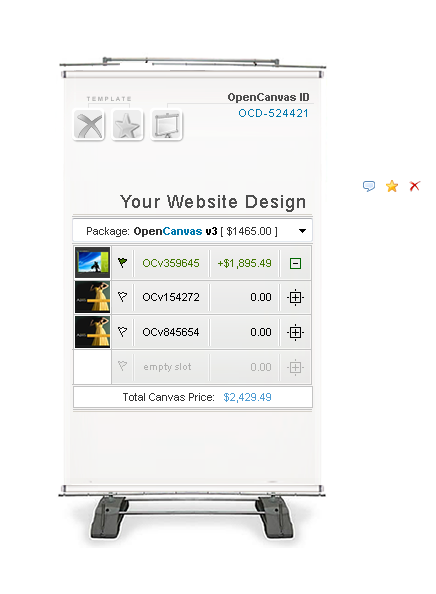 TEMPLATE
OpenCanvas ID
OCD-524421
Your Website Design
Package: OpenCanvas v3 [ $1465.00 ]
OCv359645 +$1,895.49
OCv154272 0.00
OCv845654 0.00
empty slot 0.00
Total Canvas Price: $2,429.49